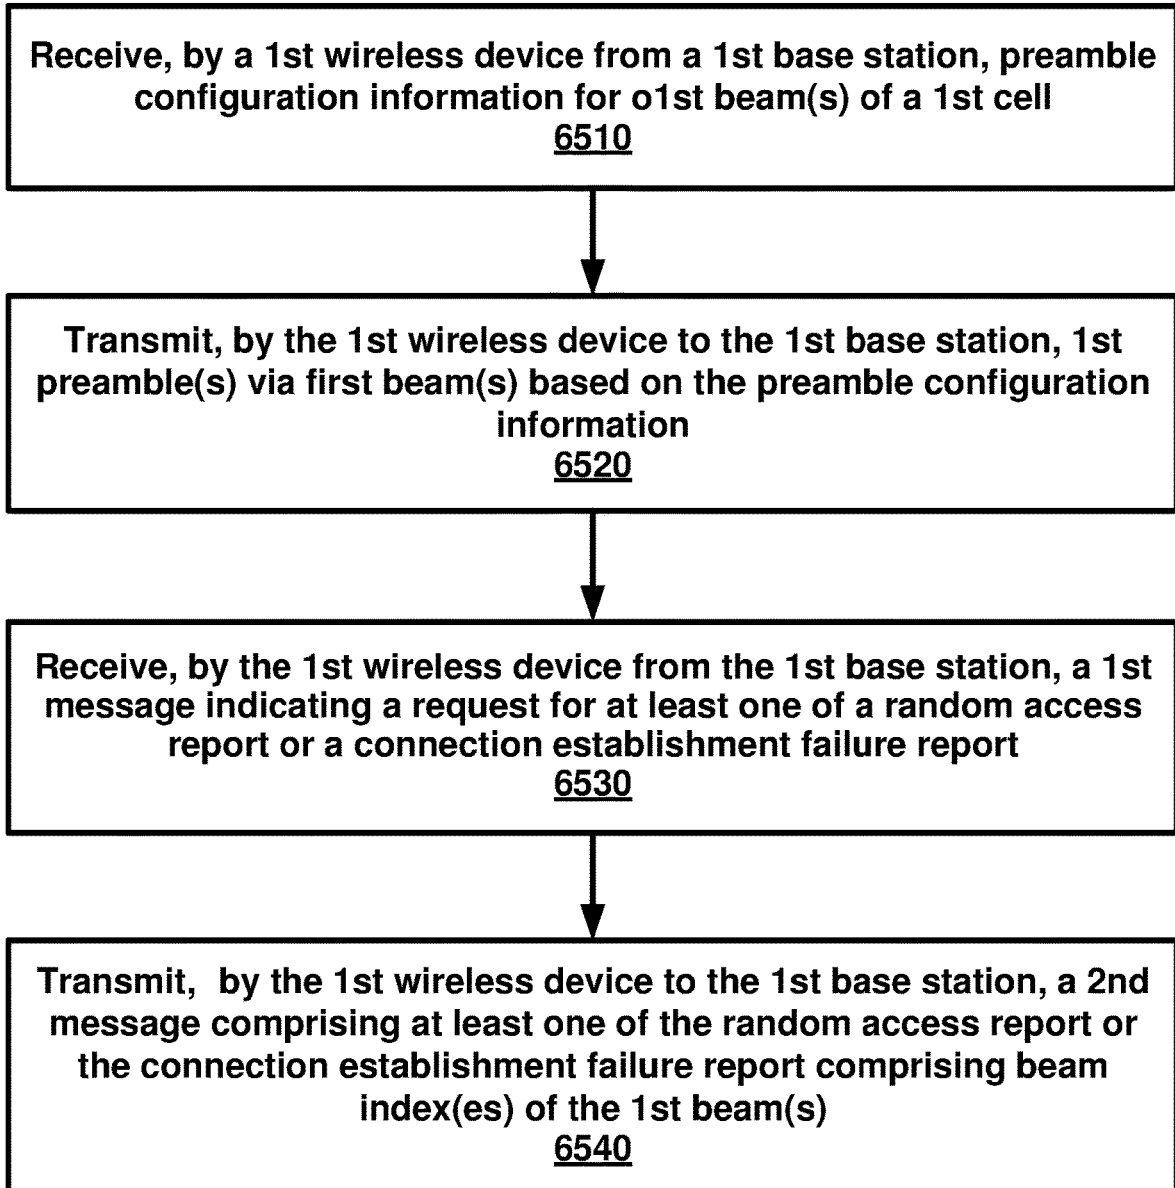 Receive, by a 1st wireless device from a 1st base station, preamble
configuration information for o1st beam(s) of a 1st cell
6510
Transmit, by the 1st wireless device to the 1st base station, 1st
preamble(s) via first beam(s) based on the preamble configuration
information
6520
Receive, by the 1st wireless device from the 1st base station, a 1st
message indicating a request for at least one of a random access
report or a connection establishment failure report
6530
Transmit,  by the 1st wireless device to the 1st base station, a 2nd
message comprising at least one of the random access report or
the connection establishment failure report comprising beam
index(es) of the 1st beam(s)
6540